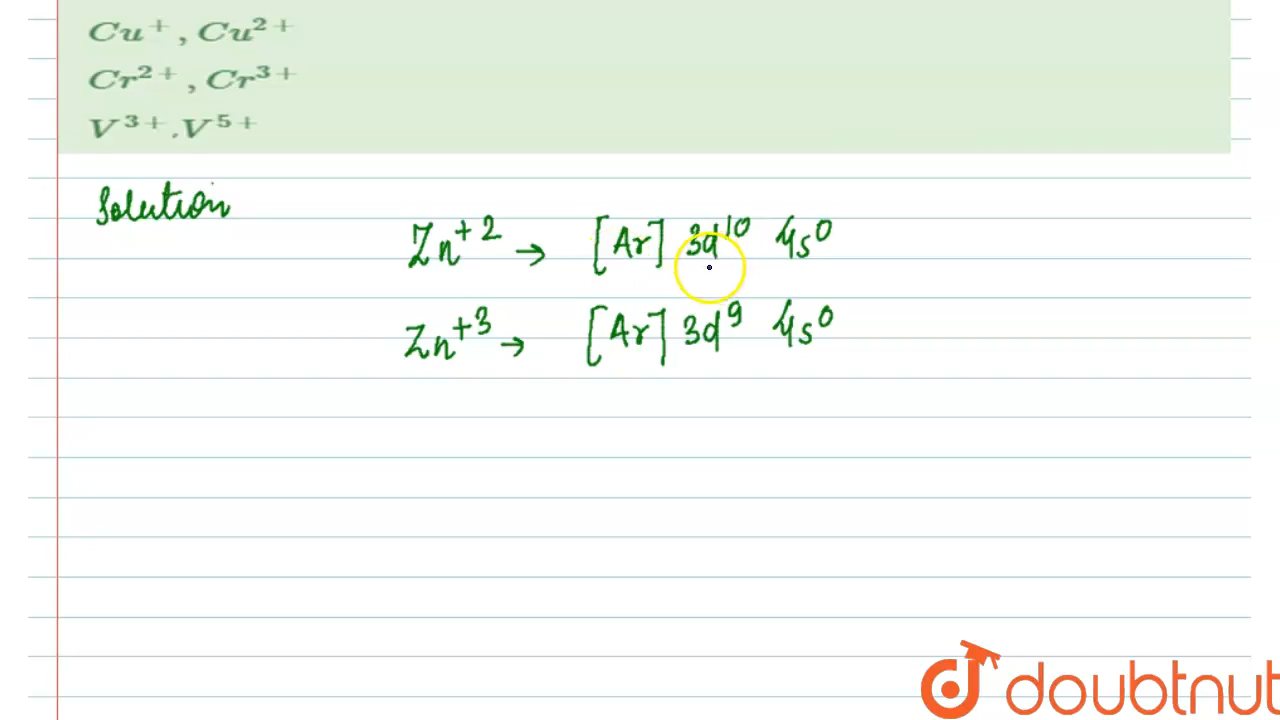 Cu⁺ , Cu²⁺
Cr²⁺ , Cr³⁺
V³⁺ .V⁵⁺
Solution
Zn⁺² → [Ar] 3d¹⁰ 4s⁰
Zn⁺³ → [Ar] 3d⁹ 4s⁰
doubtnut